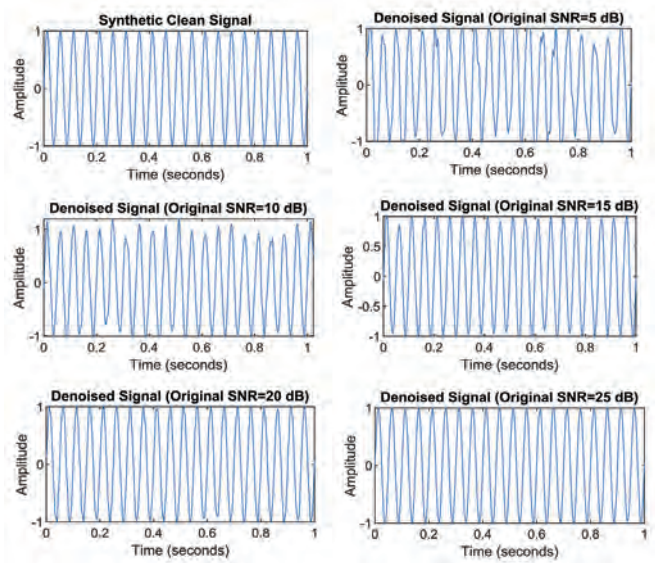 Synthetic Clean Signal
1
0
-1
Amplitude
0 0.2 0.4 0.6 0.8 1
Time (seconds)
Denoised Signal (Original SNR=5 dB)
1
0
-1
Amplitude
0 0.2 0.4 0.6 0.8 1
Time (seconds)
Denoised Signal (Original SNR=10 dB)
1
0
-1
Amplitude
0 0.2 0.4 0.6 0.8 1
Time (seconds)
Denoised Signal (Original SNR=15 dB)
1
0.5
0
-0.5
-1
Amplitude
0 0.2 0.4 0.6 0.8 1
Time (seconds)
Denoised Signal (Original SNR=20 dB)
1
0
-1
Amplitude
0 0.2 0.4 0.6 0.8 1
Time (seconds)
Denoised Signal (Original SNR=25 dB)
1
0
-1
Amplitude
0 0.2 0.4 0.6 0.8 1
Time (seconds)